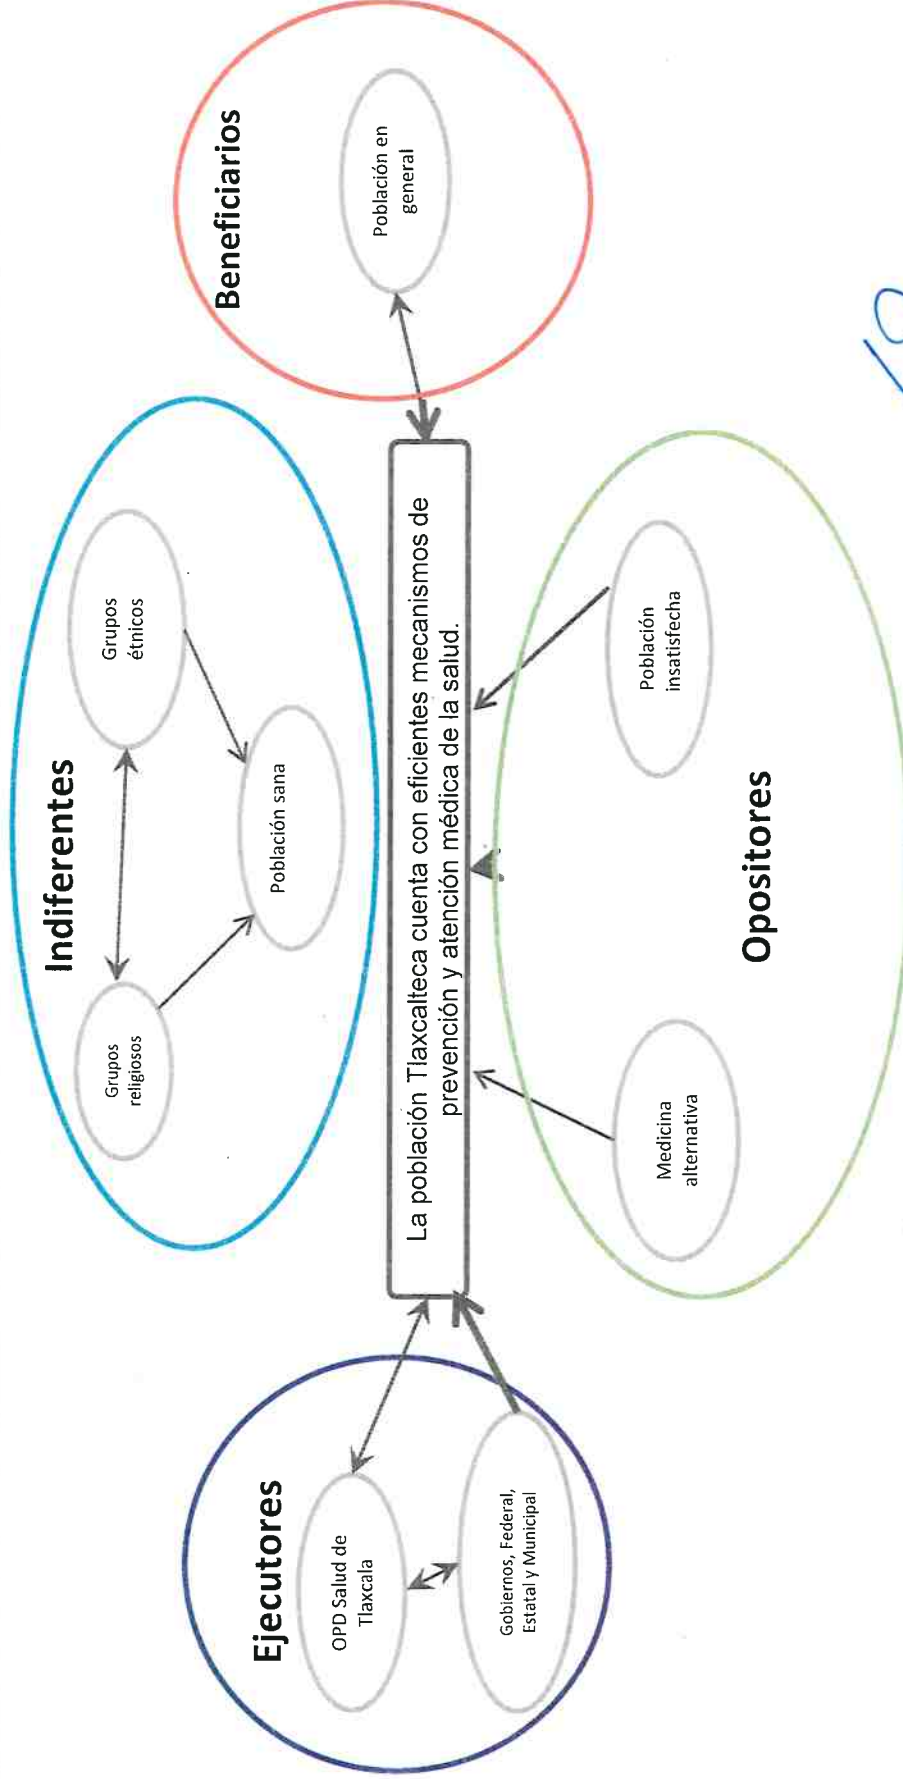 Indiferentes
Grupos
religiosos
Grupos
étnicos
Población sana
Ejecutores
OPD Salud de
Tlaxcala
Gobiernos, Federal,
Estatal y Municipal
La población Tlaxcalteca cuenta con eficientes mecanismos de
prevención y atención médica de la salud.
Beneficiarios
Población en
general
Medicina
alternativa
Población
insatisfecha
Opositores